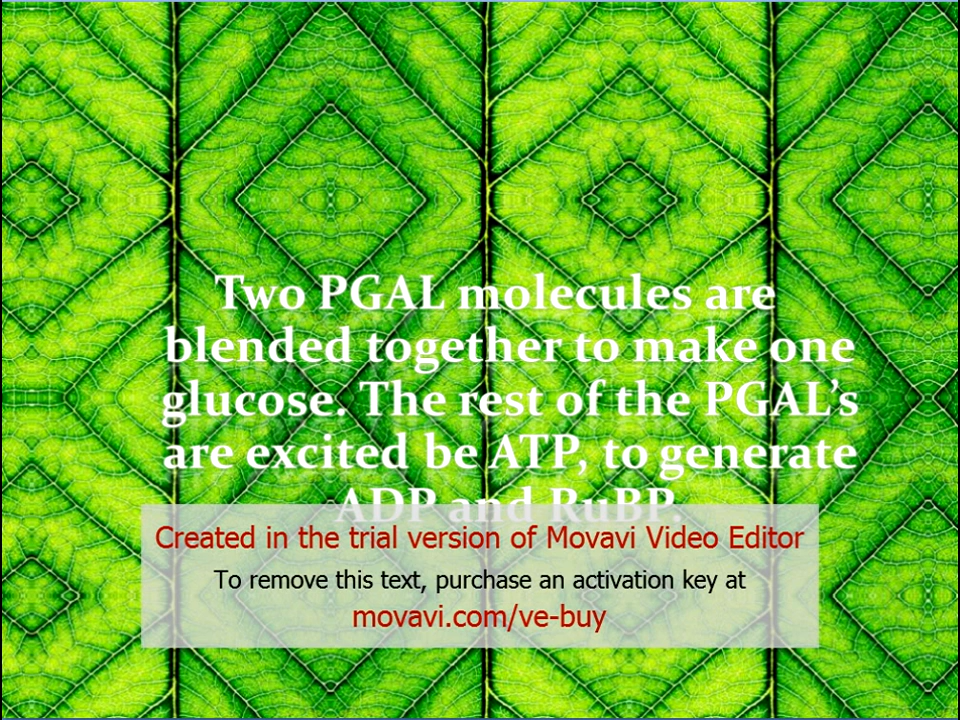 Two PGAL molecules are
blended together to make one
glucose. The rest of the PGAL’s
are excited be ATP, to generate
ADP and RuBP.
Created in the trial version of Movavi Video Editor
To remove this text, purchase an activation key at
movavi.com/ve-buy